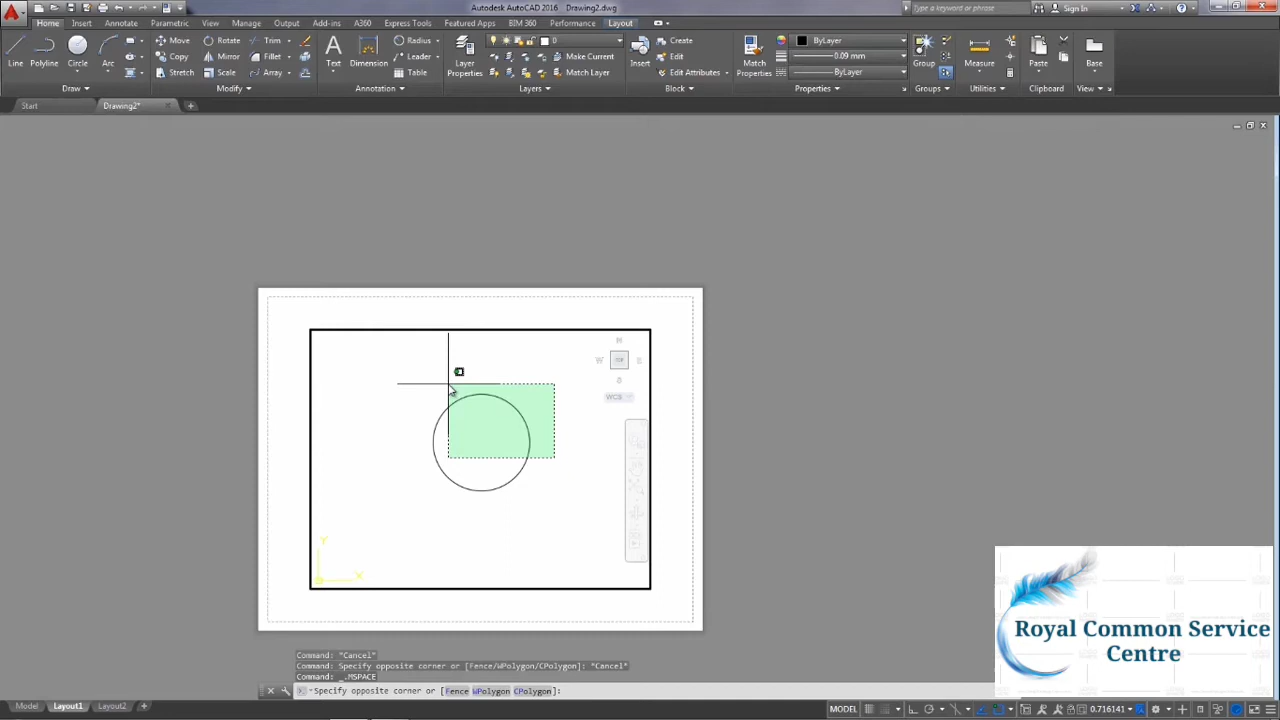 Autodesk AutoCAD 2016   Drawing2.dwg
Type a keyword or phrase
Sign In
Home Insert Annotate Parametric View Manage Output Add-ins A360 Express Tools Featured Apps BIM 360 Performance Layout
Line Polyline Circle Arc
Move Rotate Trim
Copy Mirror Fillet
Stretch Scale Array
Text Dimension
Radius
Leader
Table
Layer Properties
0
Make Current
Match Layer
Insert
Create
Edit
Edit Attributes
Match Properties
ByLayer
0.09 mm
ByLayer
Group Measure Paste Base
Draw Modify Annotation Layers Block Properties Groups Utilities Clipboard View
Start Drawing2*
N
W TOP E
S
WCS
Y
X
Command: "Cancel"
Command: Specify opposite corner or [Fence/WPolygon/CPolygon]: "Cancel"
Command: _.MSPACE
Specify opposite corner or [Fence WPolygon CPolygon]:
Model Layout1 Layout2 +
MODEL
0.716141
Royal Common Service
Centre